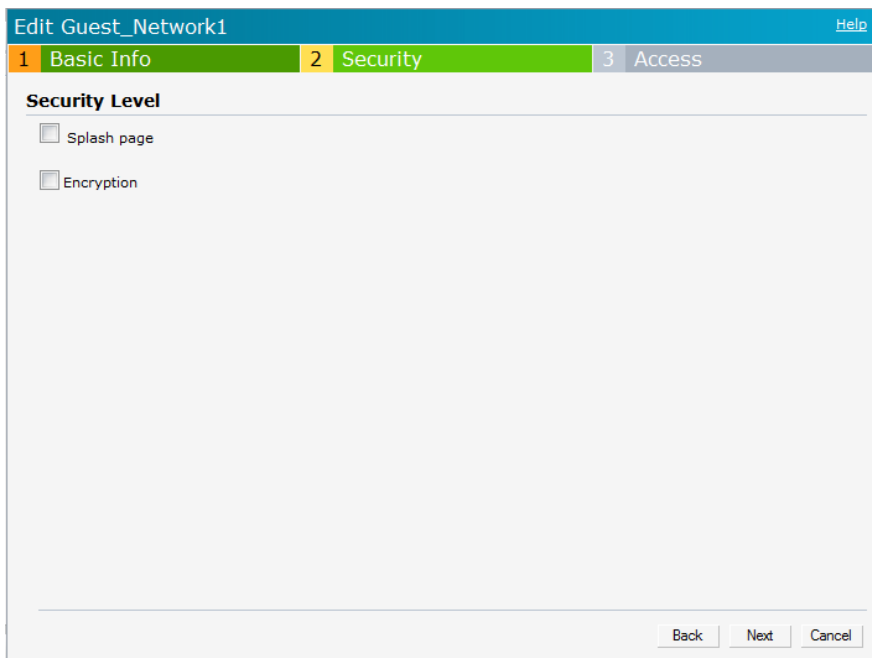 Edit Guest_Network1 Help
1 Basic Info 2 Security 3 Access
Security Level
Splash page
Encryption
Back Next Cancel